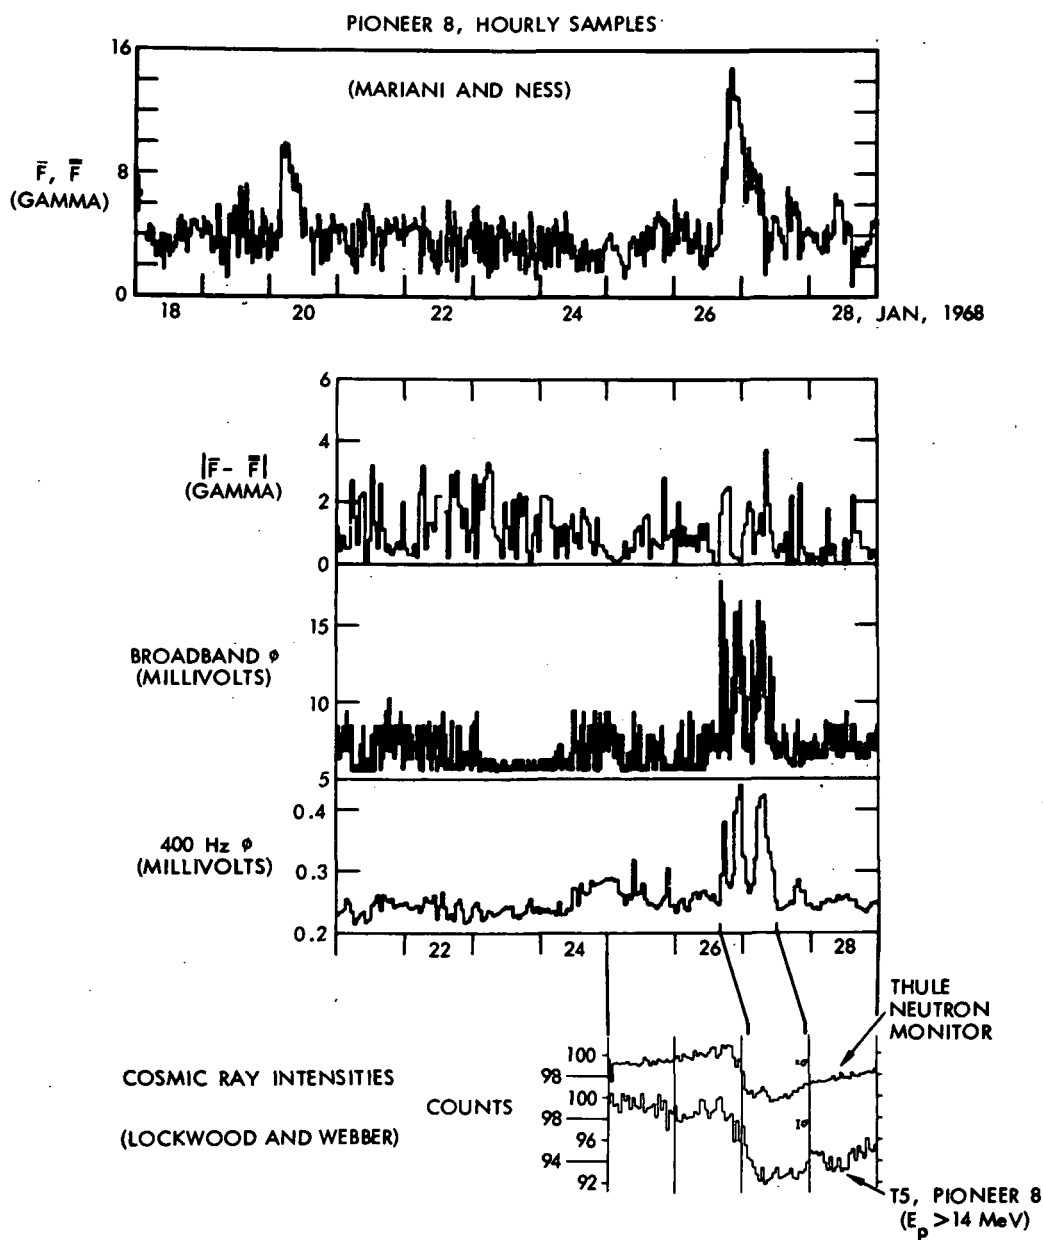 PIONEER 8, HOURLY SAMPLES
(MARIANI AND NESS)
16
8
0
F̄, F̿
(GAMMA)
18 20 22 24 26 28, JAN, 1968
6
4
2
0
|F̄ - F̿|
(GAMMA)
15
10
5
BROADBAND φ
(MILLIVOLTS)
0.4
0.3
0.2
400 Hz φ
(MILLIVOLTS)
22 24 26 28
THULE
NEUTRON
MONITOR
COSMIC RAY INTENSITIES
(LOCKWOOD AND WEBBER)
COUNTS
100
98
100
98
96
94
92
1σ
1σ
T5, PIONEER 8
(Ep >14 MeV)